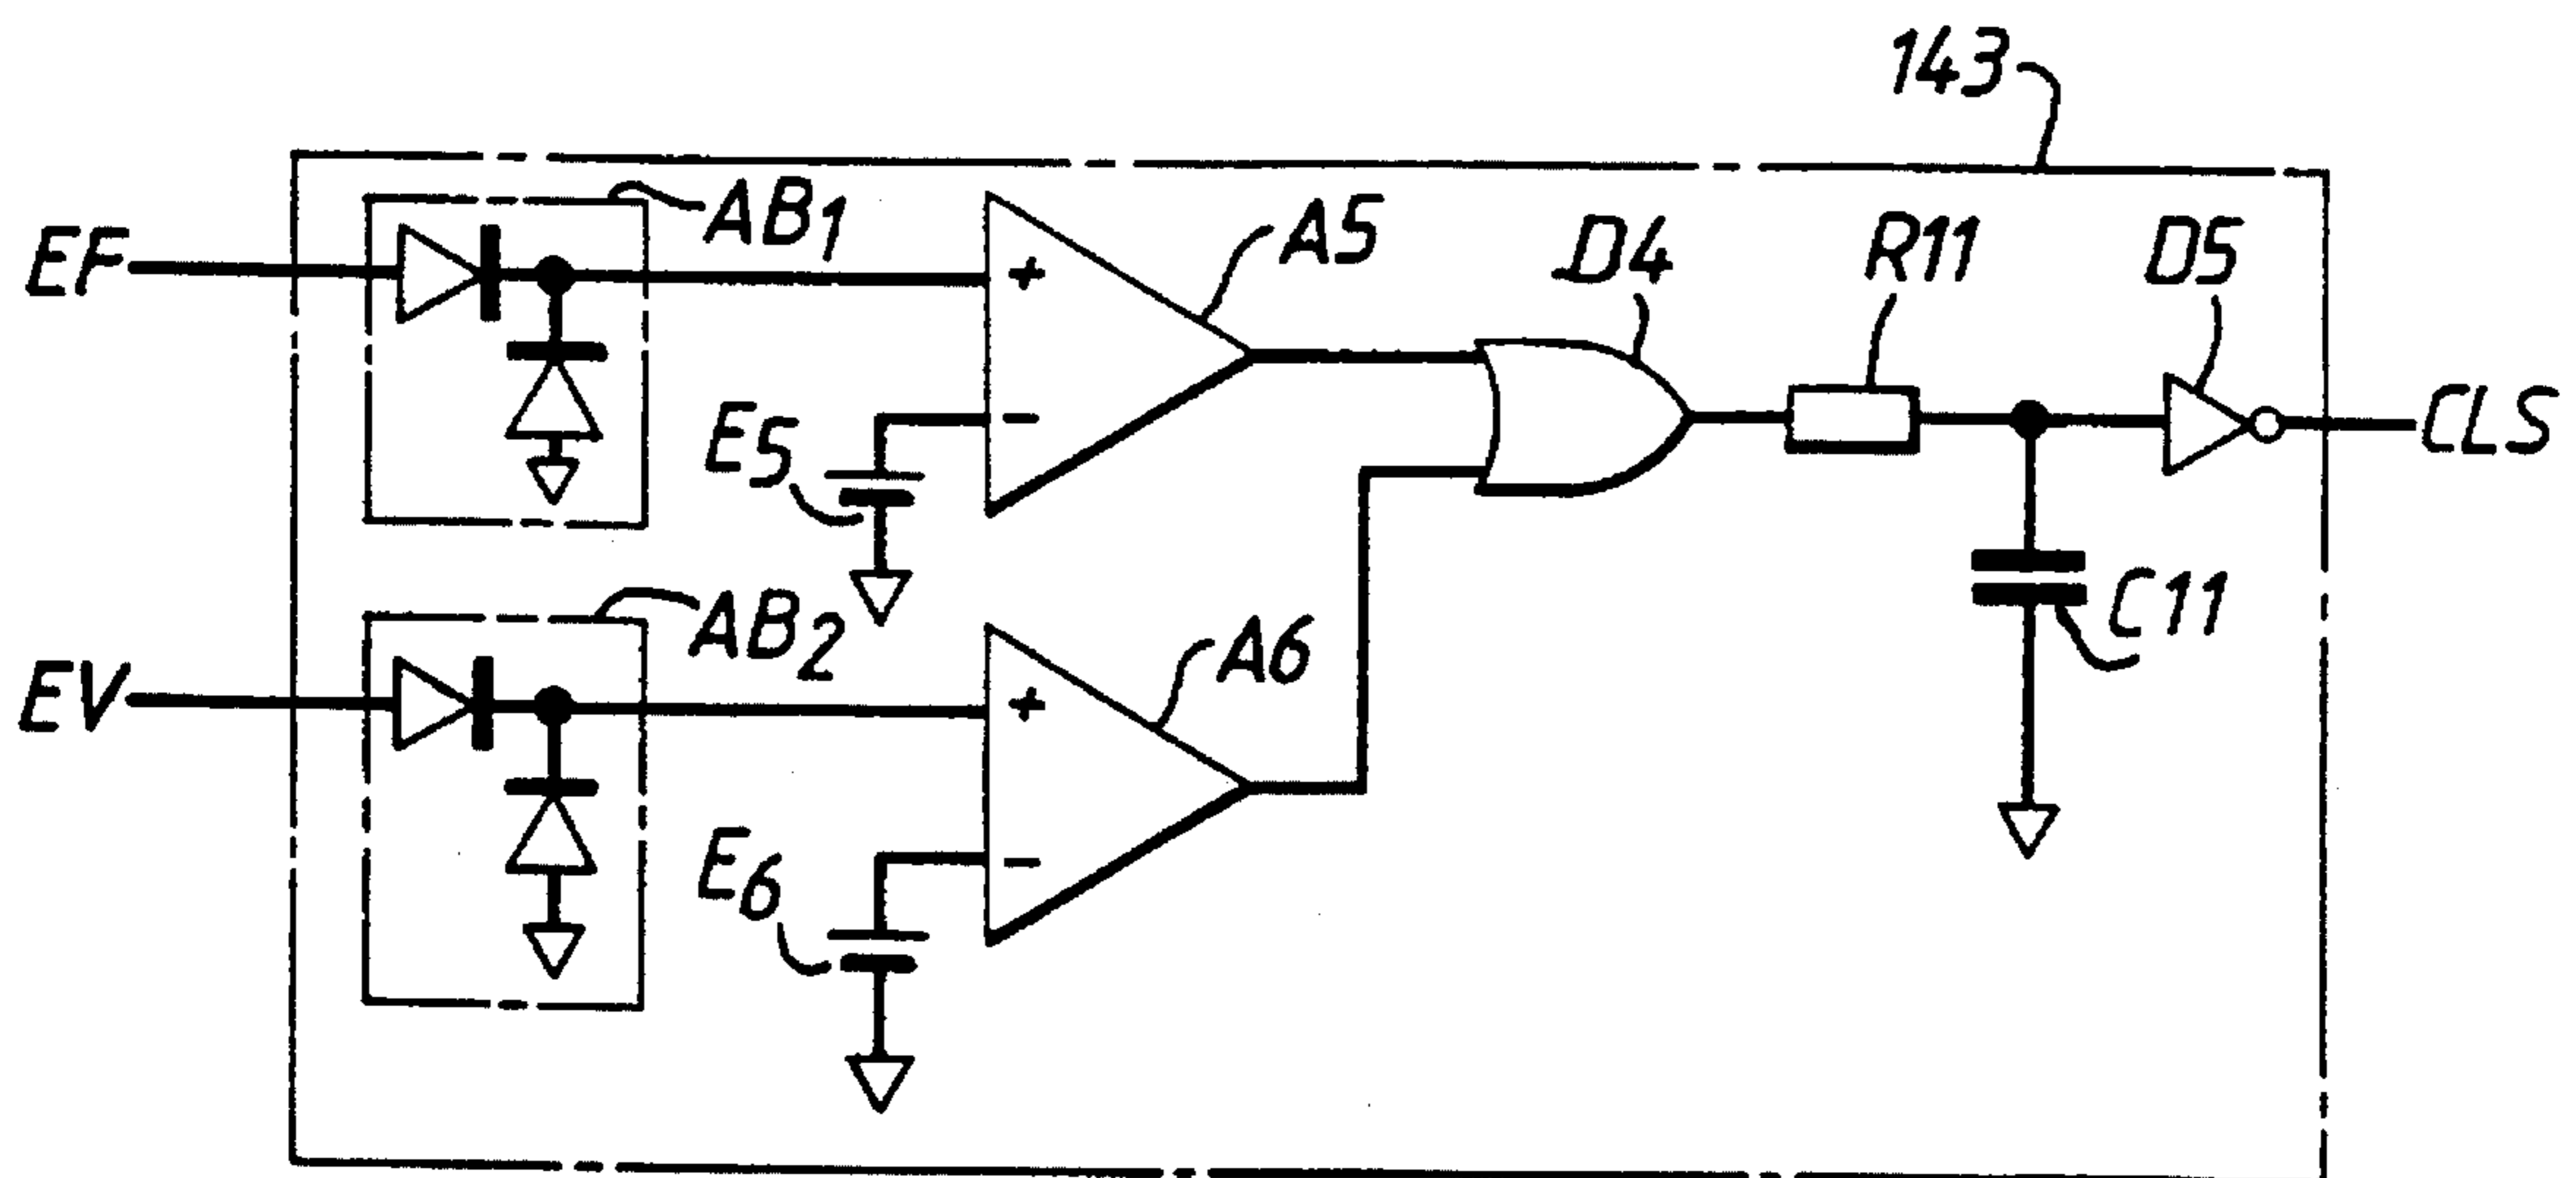 143
AB1
EF
A5
D4
R11
D5
E5
CLS
AB2
C11
EV
A6
E6
+
-
+
-